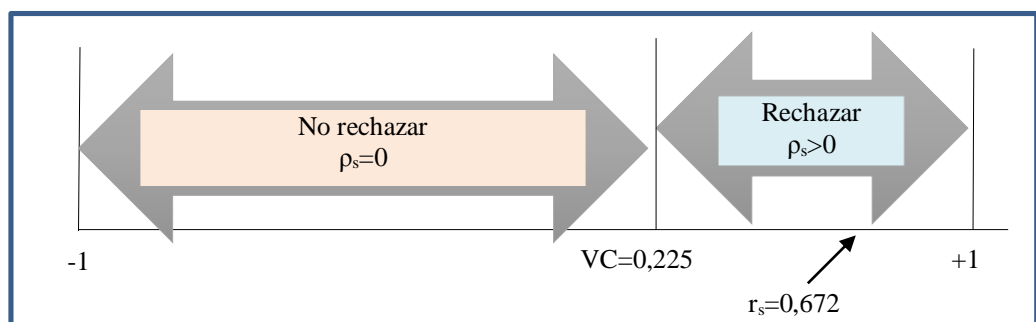 No rechazar
ρₛ=0
Rechazar
ρₛ>0
-1
VC=0,225
+1
rₛ=0,672